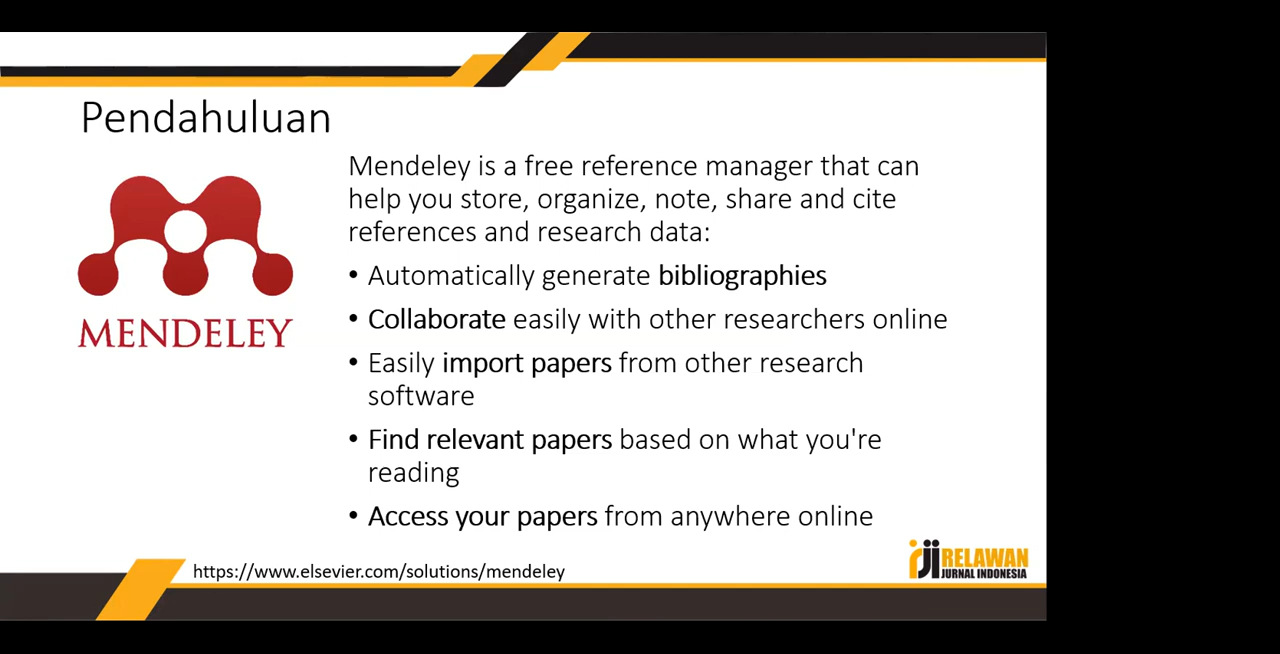 Pendahuluan
MENDELEY
Mendeley is a free reference manager that can
help you store, organize, note, share and cite
references and research data:
• Automatically generate bibliographies
• Collaborate easily with other researchers online
• Easily import papers from other research
software
• Find relevant papers based on what you're
reading
• Access your papers from anywhere online
https://www.elsevier.com/solutions/mendeley
rji RELAWAN
JURNAL INDONESIA